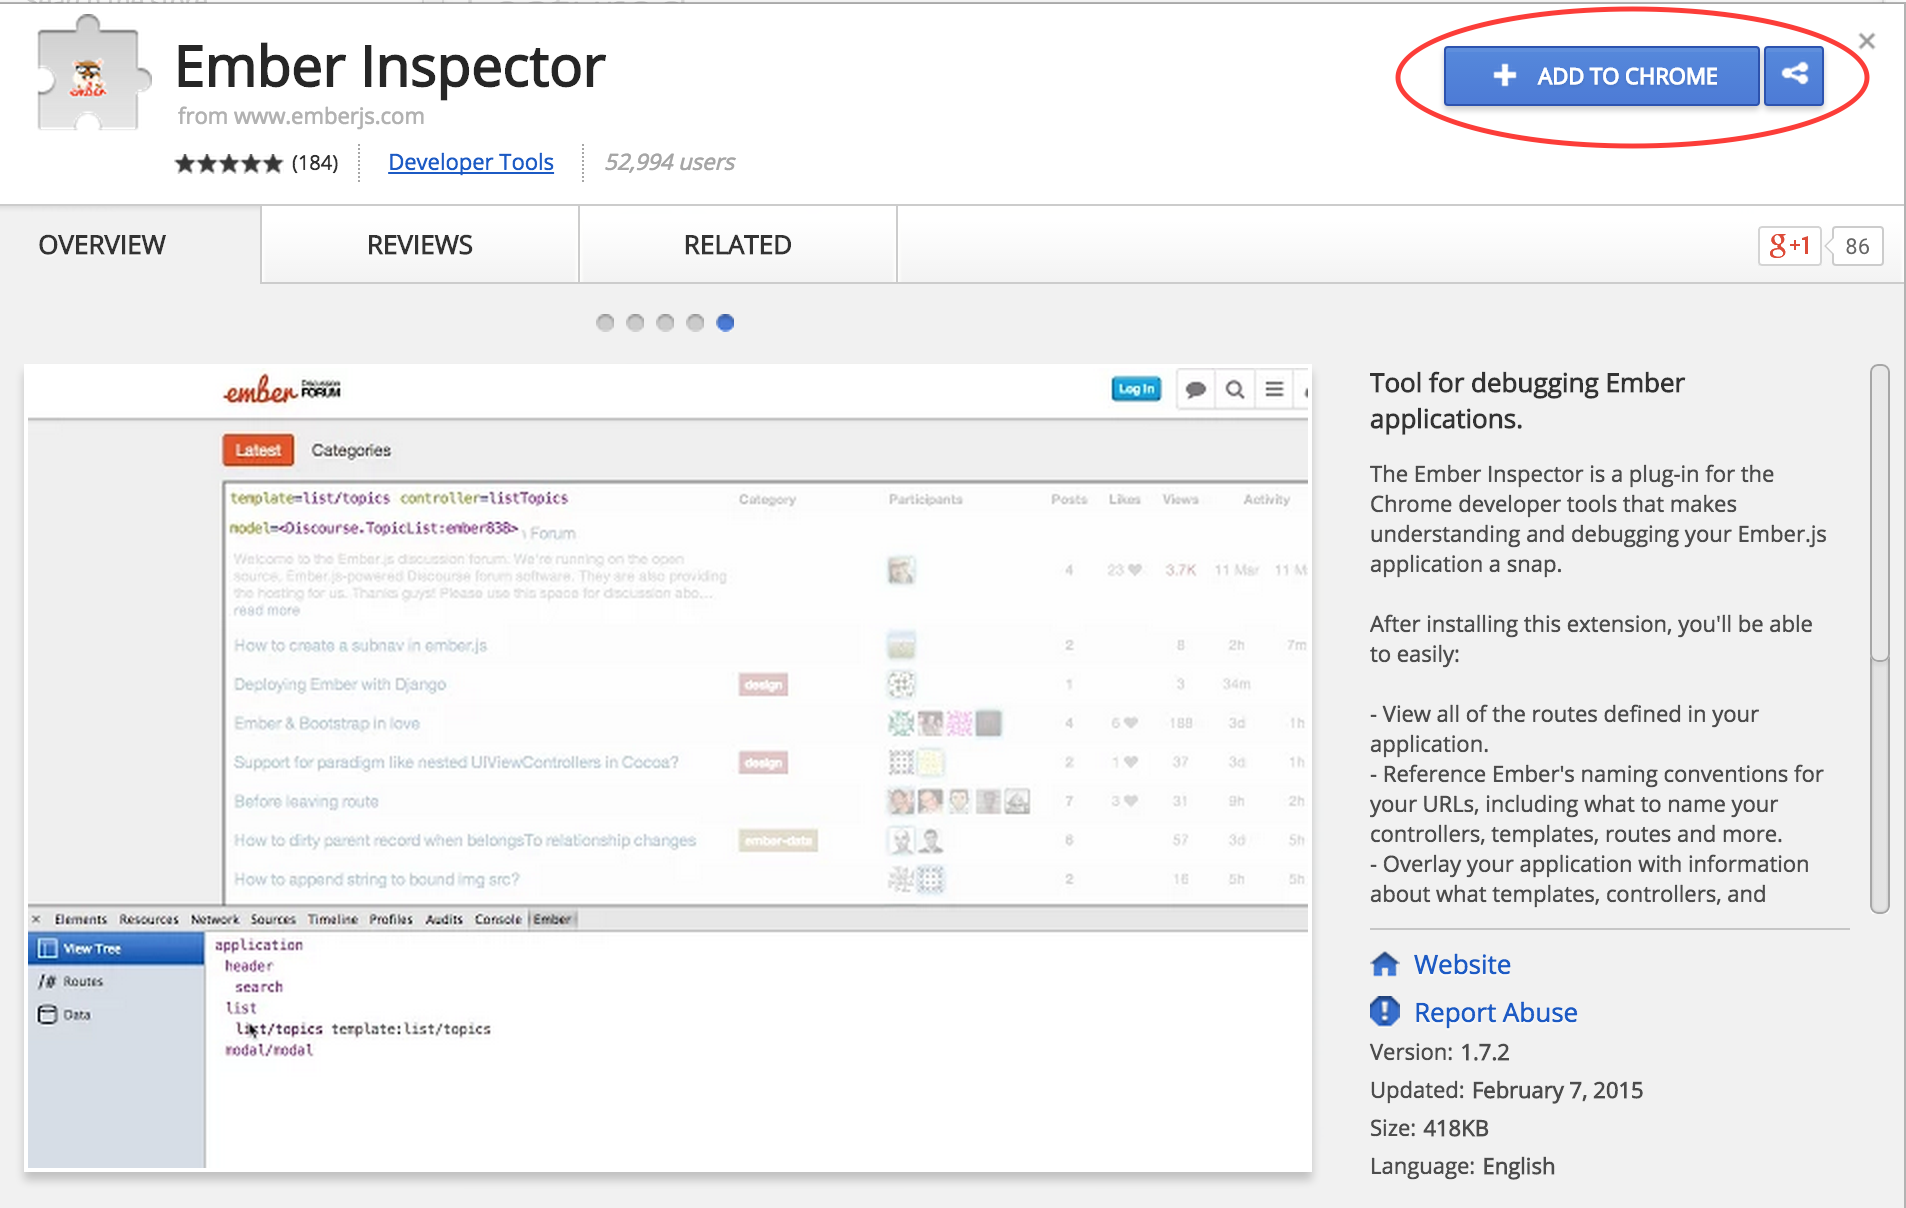 Ember Inspector
from www.emberjs.com
(184)
Developer Tools
52,994 users
ADD TO CHROME
OVERVIEW
REVIEWS
RELATED
g+1
86
ember Discussion FORUM
Log In
Latest
Categories
template=list/topics controller=listTopics
Category
Participants
Posts
Likes
Views
Activity
model=<Discourse.TopicList:ember838>
Forum
Welcome to the Ember.js discussion forum. We're running on the open
source, Ember.js-powered Discourse forum software. They are also providing
the hosting for us. Thanks guys! Please use this space for discussion abo...
read more
4 23 3.7K 11 Mar 11 M
How to create a subnav in ember.js 2 8 2h 7m
Deploying Ember with Django design 1 3 34m
Ember & Bootstrap in love 4 6 188 3d 1h
Support for paradigm like nested UIViewControllers in Cocoa? design 2 1 37 3d 1h
Before leaving route 7 3 31 9h 2h
How to dirty parent record when belongsTo relationship changes ember-data 6 57 3d 5h
How to append string to bound img src? 2 16 5h 5h
× Elements Resources Network Sources Timeline Profiles Audits Console Ember
View Tree
/# Routes
Data
application
header
search
list
list/topics template:list/topics
modal/modal
Tool for debugging Ember
applications.
The Ember Inspector is a plug-in for the
Chrome developer tools that makes
understanding and debugging your Ember.js
application a snap.
After installing this extension, you'll be able
to easily:
- View all of the routes defined in your
application.
- Reference Ember's naming conventions for
your URLs, including what to name your
controllers, templates, routes and more.
- Overlay your application with information
about what templates, controllers, and
Website
Report Abuse
Version: 1.7.2
Updated: February 7, 2015
Size: 418KB
Language: English